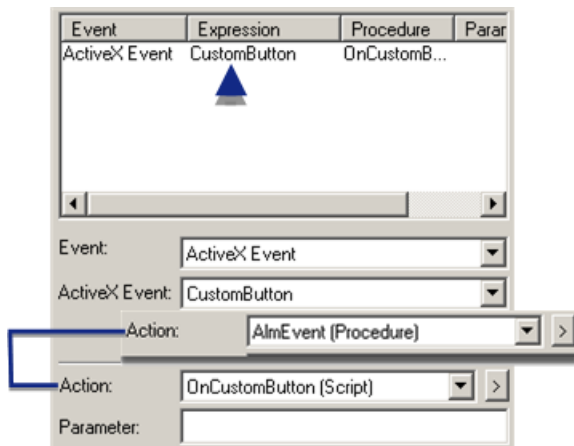 Event Expression Procedure Parar
ActiveX Event CustomButton OnCustomB...
Event: ActiveX Event
ActiveX Event: CustomButton
Action: AlmEvent (Procedure) >
Action: OnCustomButton (Script) >
Parameter: